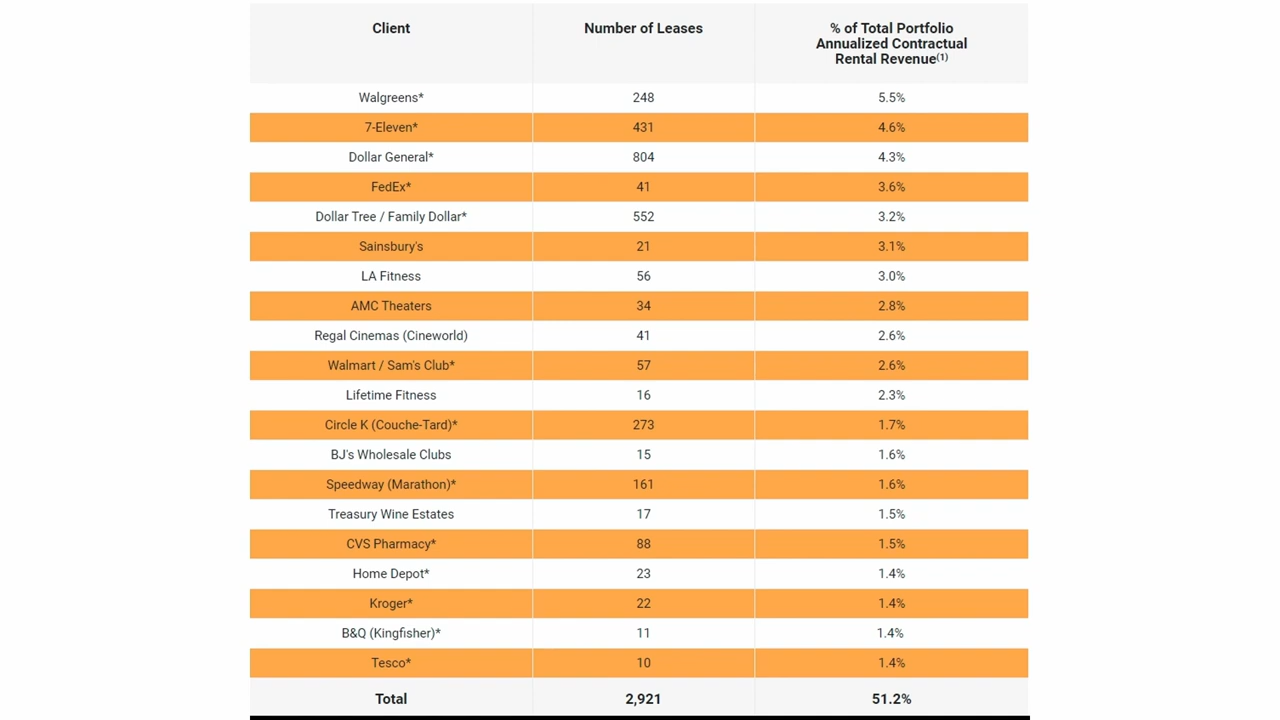 Client Number of Leases % of Total Portfolio
Annualized Contractual
Rental Revenue(1)
Walgreens* 248 5.5%
7-Eleven* 431 4.6%
Dollar General* 804 4.3%
FedEx* 41 3.6%
Dollar Tree / Family Dollar* 552 3.2%
Sainsbury's 21 3.1%
LA Fitness 56 3.0%
AMC Theaters 34 2.8%
Regal Cinemas (Cineworld) 41 2.6%
Walmart / Sam's Club* 57 2.6%
Lifetime Fitness 16 2.3%
Circle K (Couche-Tard)* 273 1.7%
BJ's Wholesale Clubs 15 1.6%
Speedway (Marathon)* 161 1.6%
Treasury Wine Estates 17 1.5%
CVS Pharmacy* 88 1.5%
Home Depot* 23 1.4%
Kroger* 22 1.4%
B&Q (Kingfisher)* 11 1.4%
Tesco* 10 1.4%
Total 2,921 51.2%